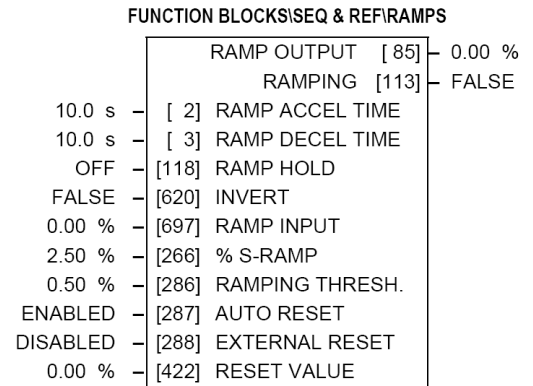 FUNCTION BLOCKS\SEQ & REF\RAMPS
RAMP OUTPUT [ 85] – 0.00 %
RAMPING [113] – FALSE
10.0 s – [ 2] RAMP ACCEL TIME
10.0 s – [ 3] RAMP DECEL TIME
OFF – [118] RAMP HOLD
FALSE – [620] INVERT
0.00 % – [697] RAMP INPUT
2.50 % – [266] % S-RAMP
0.50 % – [286] RAMPING THRESH.
ENABLED – [287] AUTO RESET
DISABLED – [288] EXTERNAL RESET
0.00 % – [422] RESET VALUE